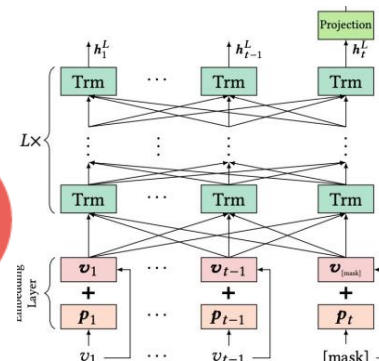 Projection
h_1^L h_{t-1}^L h_t^L
Trm ... Trm Trm
L×
Trm ... Trm Trm
v_1 ... v_{t-1} v_{[mask]}
+ + +
Layer
p_1 ... p_{t-1} p_t
v_1 ... v_{t-1} [mask]